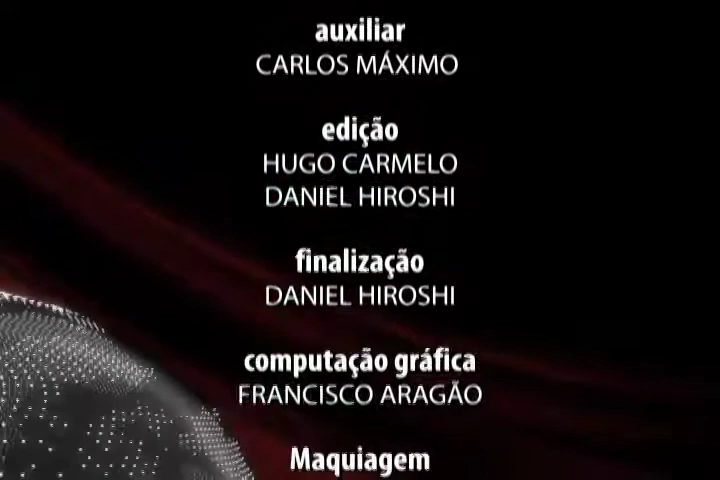 auxiliar
CARLOS MÁXIMO
edição
HUGO CARMELO
DANIEL HIROSHI
finalização
DANIEL HIROSHI
computação gráfica
FRANCISCO ARAGÃO
Maquiagem